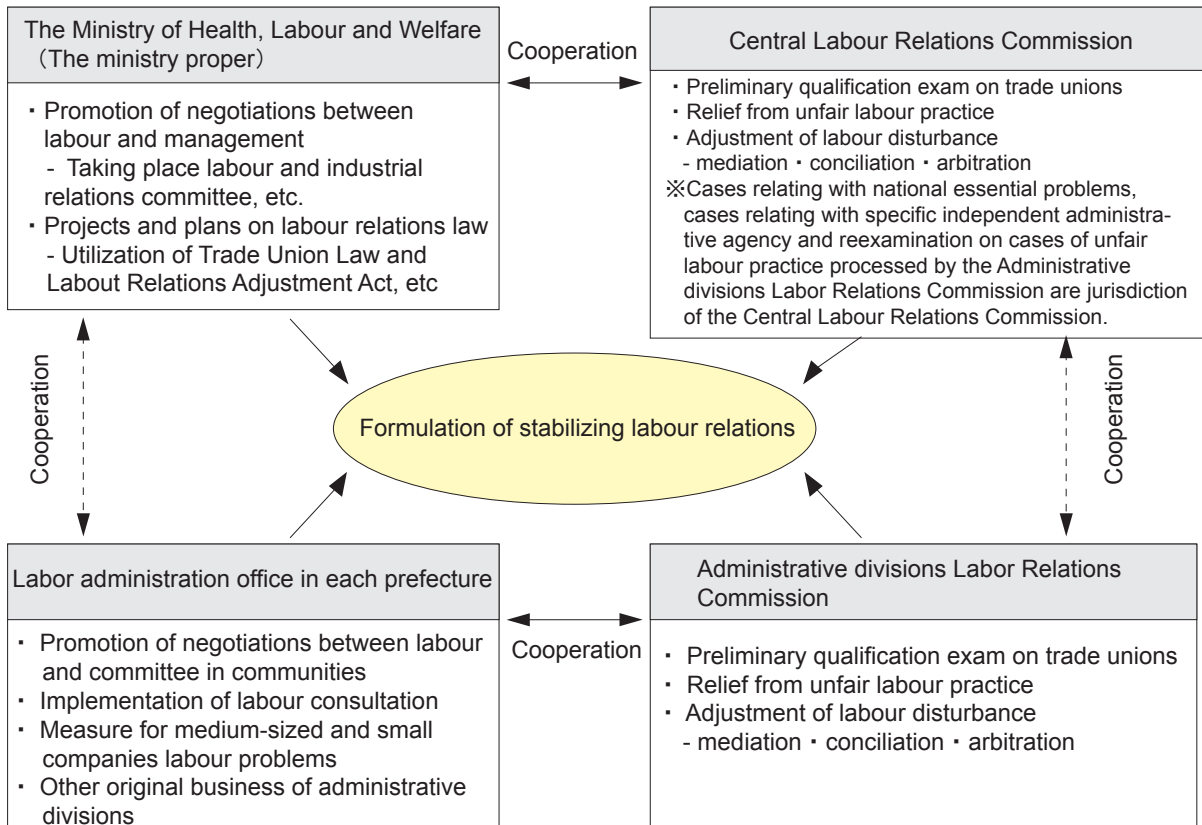 The Ministry of Health, Labour and Welfare
（The ministry proper）
・Promotion of negotiations between
labour and management
- Taking place labour and industrial
relations committee, etc.
・Projects and plans on labour relations law
- Utilization of Trade Union Law and
Labout Relations Adjustment Act, etc
Cooperation
Central Labour Relations Commission
・Preliminary qualification exam on trade unions
・Relief from unfair labour practice
・Adjustment of labour disturbance
- mediation・conciliation・arbitration
※Cases relating with national essential problems,
cases relating with specific independent administra-
tive agency and reexamination on cases of unfair
labour practice processed by the Administrative
divisions Labor Relations Commission are jurisdiction
of the Central Labour Relations Commission.
Cooperation
Formulation of stabilizing labour relations
Cooperation
Labor administration office in each prefecture
・Promotion of negotiations between labour
and committee in communities
・Implementation of labour consultation
・Measure for medium-sized and small
companies labour problems
・Other original business of administrative
divisions
Cooperation
Administrative divisions Labor Relations
Commission
・Preliminary qualification exam on trade unions
・Relief from unfair labour practice
・Adjustment of labour disturbance
- mediation・conciliation・arbitration